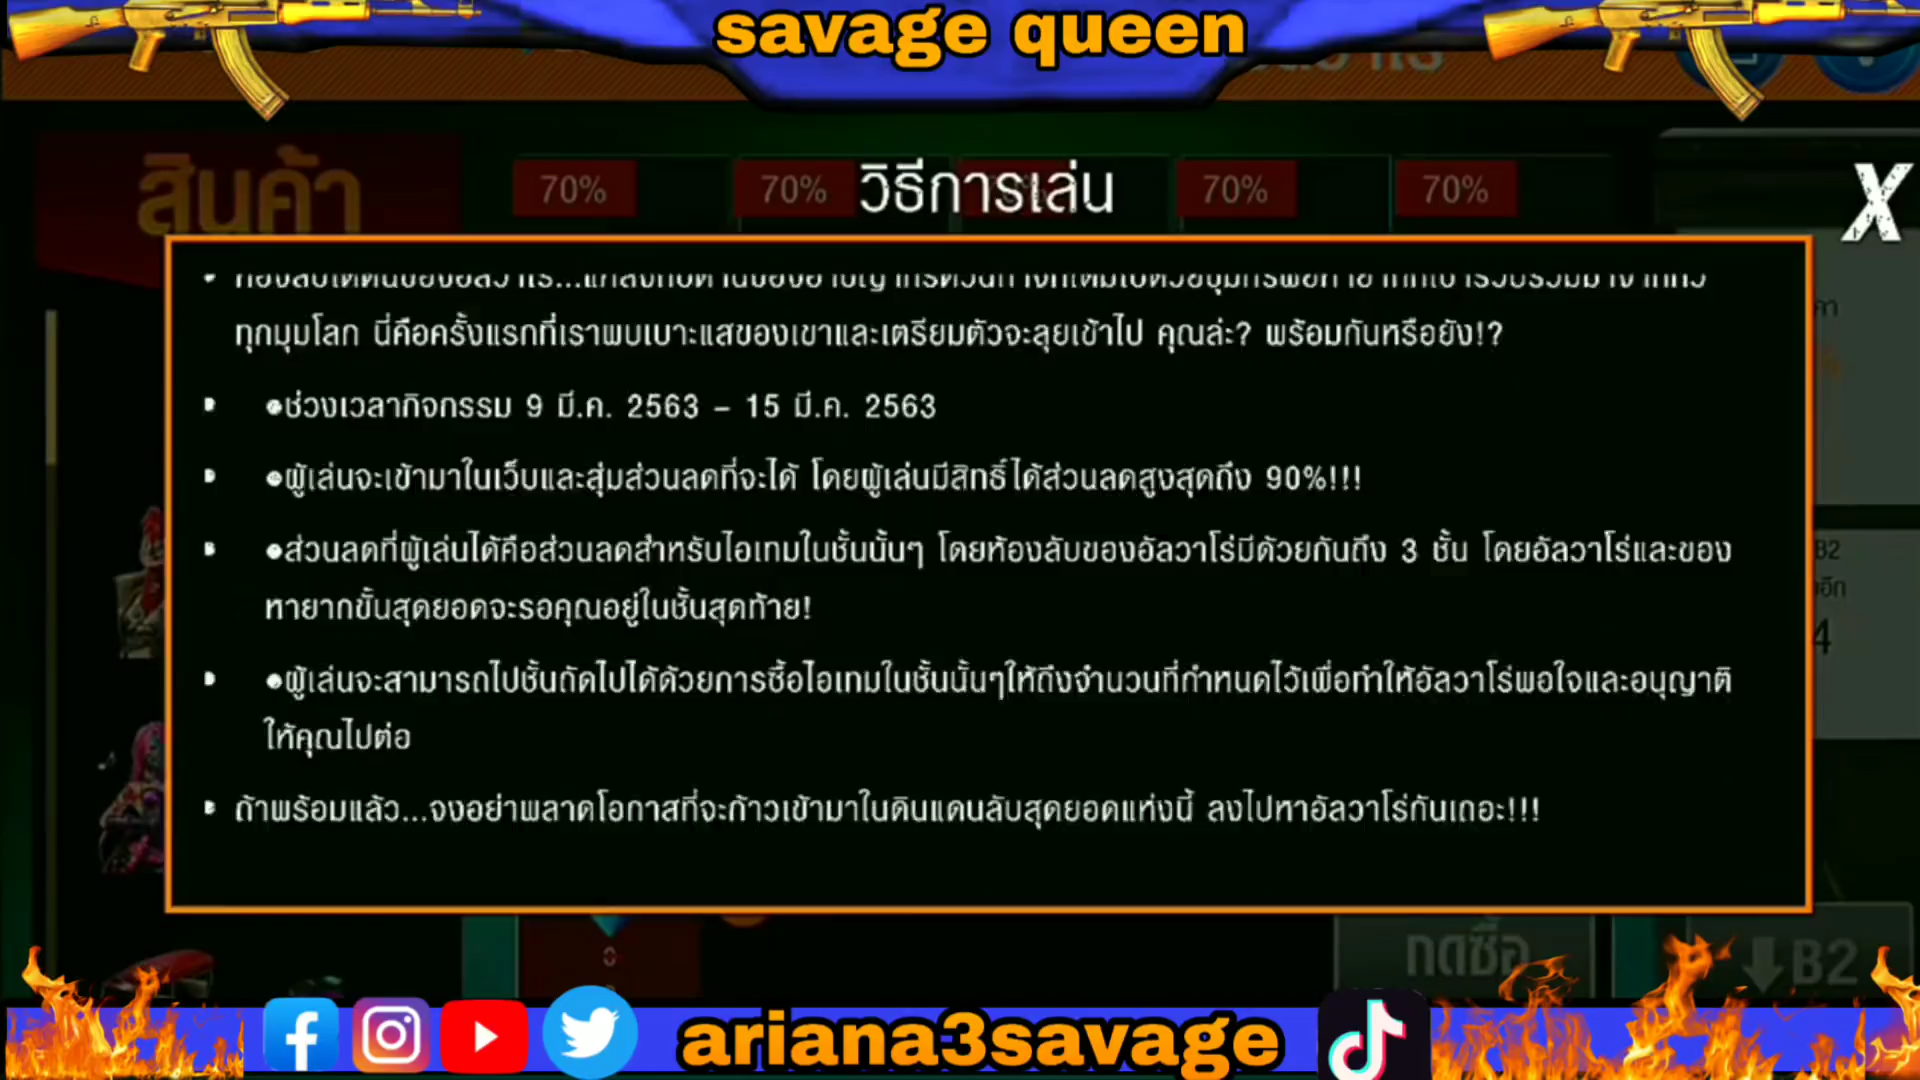 savage queen
สินค้า
70%
70%
วิธีการเล่น
70%
70%
X
ทุกมุมโลก นี่คือครั้งแรกที่เราพบเบาะแสของเขาและเตรียมตัวจะลุยเข้าไป คุณล่ะ? พร้อมกันหรือยัง!?
●ช่วงเวลากิจกรรม 9 มี.ค. 2563 – 15 มี.ค. 2563
●ผู้เล่นจะเข้ามาในเว็บและสุ่มส่วนลดที่จะได้ โดยผู้เล่นมีสิทธิ์ได้ส่วนลดสูงสุดถึง 90%!!!
●ส่วนลดที่ผู้เล่นได้คือส่วนลดสำหรับไอเทมในชั้นนั้นๆ โดยห้องลับของอัลวาโร่มีด้วยกันถึง 3 ชั้น โดยอัลวาโร่และของ
หายากขั้นสุดยอดจะรอคุณอยู่ในชั้นสุดท้าย!
●ผู้เล่นจะสามารถไปชั้นถัดไปได้ด้วยการซื้อไอเทมในชั้นนั้นๆให้ถึงจำนวนที่กำหนดไว้เพื่อทำให้อัลวาโร่พอใจและอนุญาติ
ให้คุณไปต่อ
ถ้าพร้อมแล้ว...จงอย่าพลาดโอกาสที่จะก้าวเข้ามาในดินแดนลับสุดยอดแห่งนี้ ลงไปหาอัลวาโร่กันเถอะ!!!
B2
4
0
กดซื้อ
B2
ariana3savage